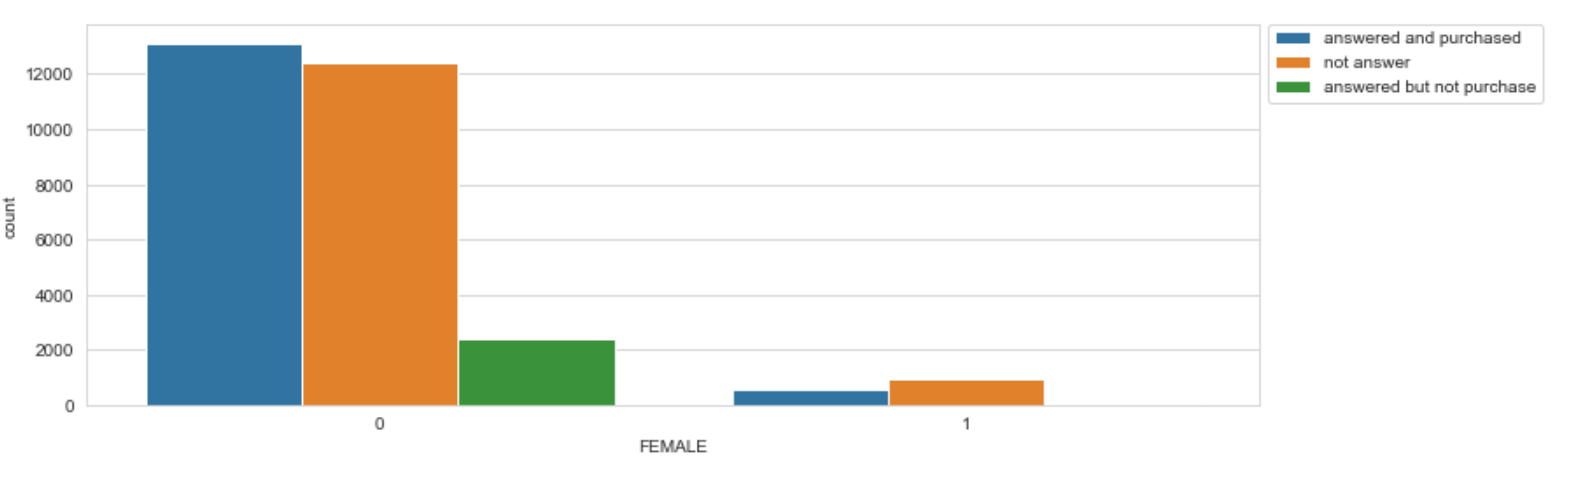 12000
10000
8000
6000
4000
2000
0
count
0 1
FEMALE
answered and purchased
not answer
answered but not purchase